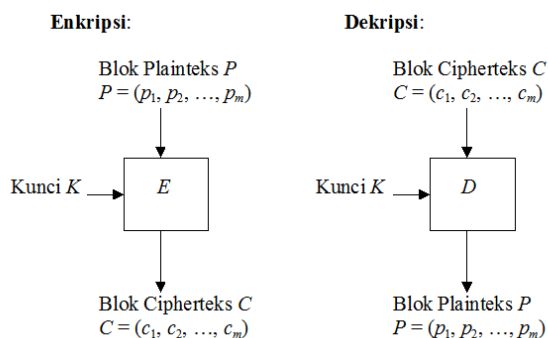 Enkripsi:
Blok Plainteks P
P = (p₁, p₂, …, pₘ)
Kunci K
E
Blok Cipherteks C
C = (c₁, c₂, …, cₘ)
Dekripsi:
Blok Cipherteks C
C = (c₁, c₂, …, cₘ)
Kunci K
D
Blok Plainteks P
P = (p₁, p₂, …, pₘ)